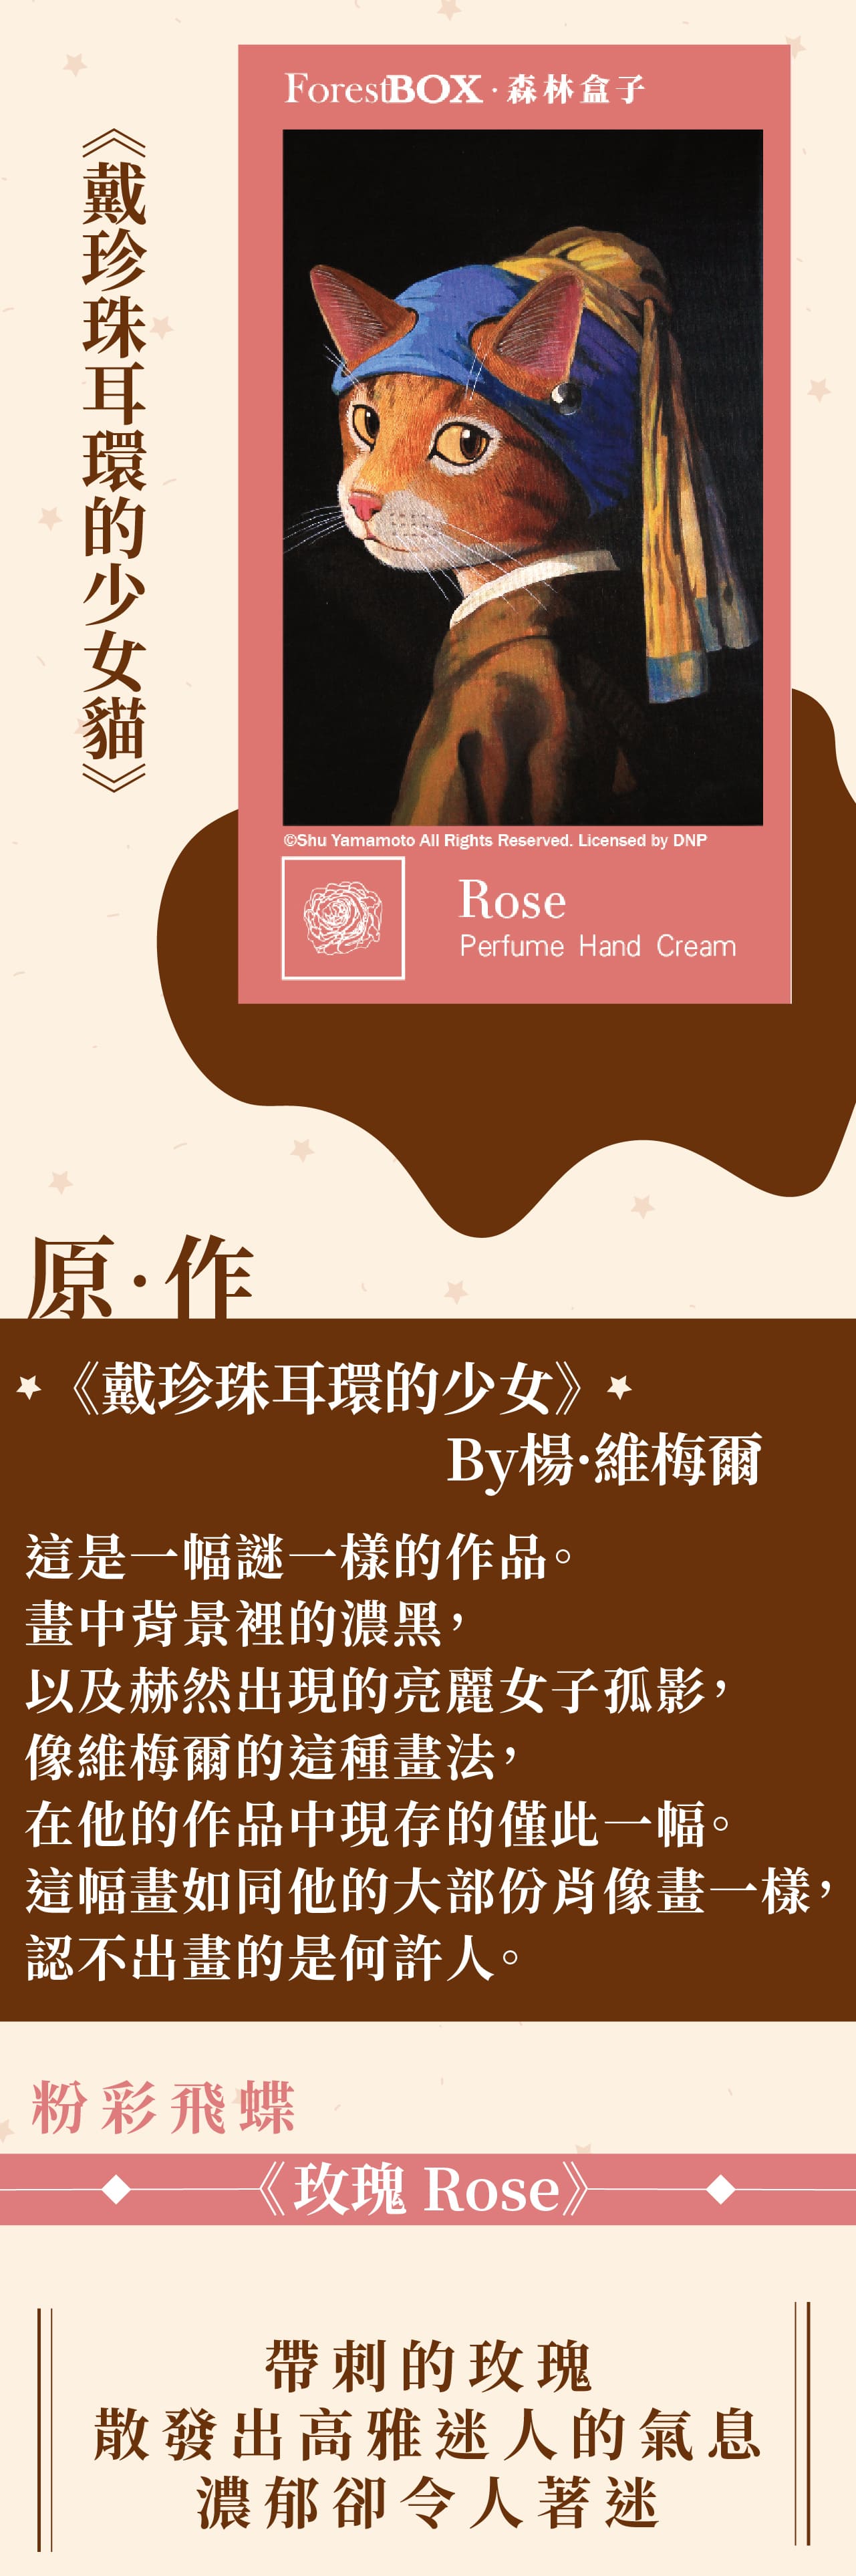 ForestBOX·森林盒子
《戴珍珠耳環的少女貓》
©Shu Yamamoto All Rights Reserved. Licensed by DNP
Rose
Perfume Hand Cream
原·作
《戴珍珠耳環的少女》
By楊·維梅爾
這是一幅謎一樣的作品。
畫中背景裡的濃黑,
以及赫然出現的亮麗女子孤影,
像維梅爾的這種畫法,
在他的作品中現存的僅此一幅。
這幅畫如同他的大部份肖像畫一樣,
認不出畫的是何許人。
粉彩飛蝶
《玫瑰 Rose》
帶刺的玫瑰
散發出高雅迷人的氣息
濃郁卻令人著迷